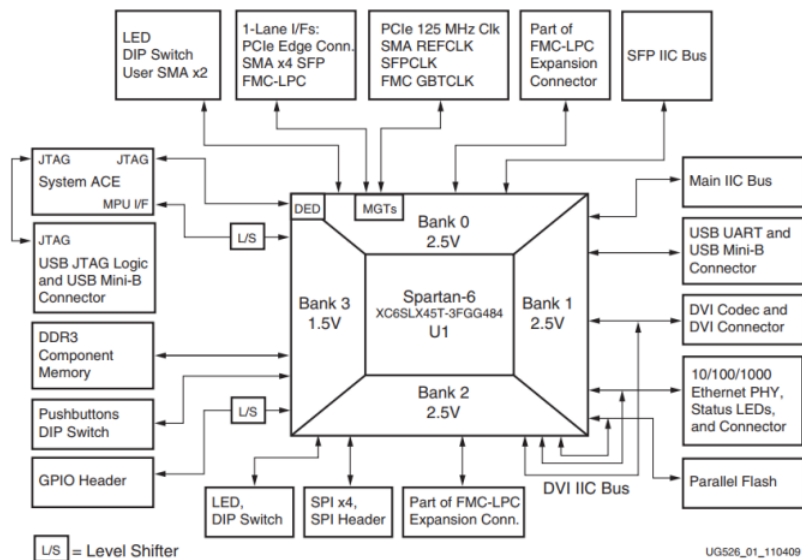 LED
DIP Switch
User SMA x2
1-Lane I/Fs:
PCIe Edge Conn.
SMA x4 SFP
FMC-LPC
PCIe 125 MHz Clk
SMA REFCLK
SFPCLK
FMC GBTCLK
Part of
FMC-LPC
Expansion
Connector
SFP IIC Bus
JTAG JTAG
System ACE
MPU I/F
L/S
JTAG
USB JTAG Logic
and USB Mini-B
Connector
DDR3
Component
Memory
Pushbuttons
DIP Switch
L/S
GPIO Header
DED
MGTs
Bank 0
2.5V
Bank 3
1.5V
Spartan-6
XC6SLX45T-3FGG484
U1
Bank 1
2.5V
Bank 2
2.5V
Main IIC Bus
USB UART and
USB Mini-B
Connector
DVI Codec and
DVI Connector
10/100/1000
Ethernet PHY,
Status LEDs,
and Connector
Parallel Flash
DVI IIC Bus
LED,
DIP Switch
SPI x4,
SPI Header
Part of FMC-LPC
Expansion Conn.
L/S = Level Shifter
UG526_01_110409